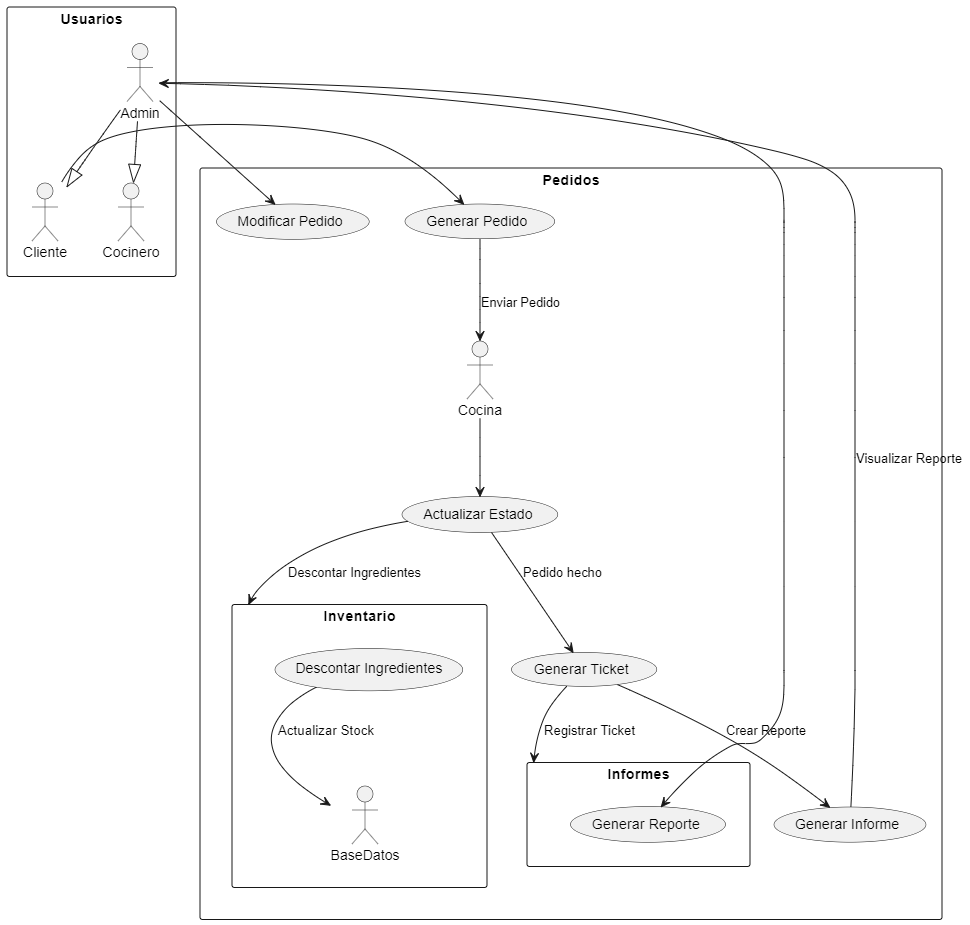 Usuarios
Admin
Cliente
Cocinero
Pedidos
Modificar Pedido
Generar Pedido
Enviar Pedido
Cocina
Visualizar Reporte
Actualizar Estado
Descontar Ingredientes
Pedido hecho
Inventario
Descontar Ingredientes
Generar Ticket
Actualizar Stock
Registrar Ticket
Crear Reporte
Informes
Generar Reporte
Generar Informe
BaseDatos